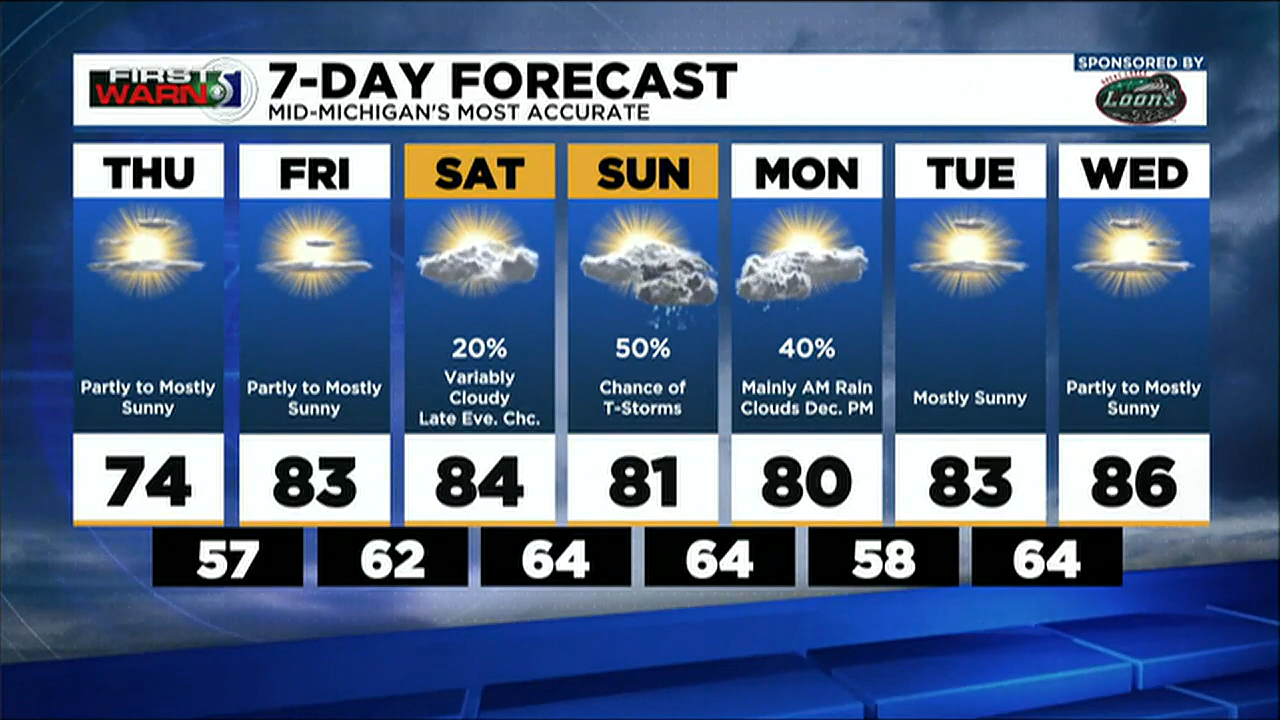 FIRST
WARN 5
7-DAY FORECAST
MID-MICHIGAN'S MOST ACCURATE
SPONSORED BY
Loons
THU
Partly to Mostly
Sunny
74
FRI
Partly to Mostly
Sunny
83
SAT
20%
Variably
Cloudy
Late Eve. Chc.
84
SUN
50%
Chance of
T-Storms
81
MON
40%
Mainly AM Rain
Clouds Dec. PM
80
TUE
Mostly Sunny
83
WED
Partly to Mostly
Sunny
86
57
62
64
64
58
64